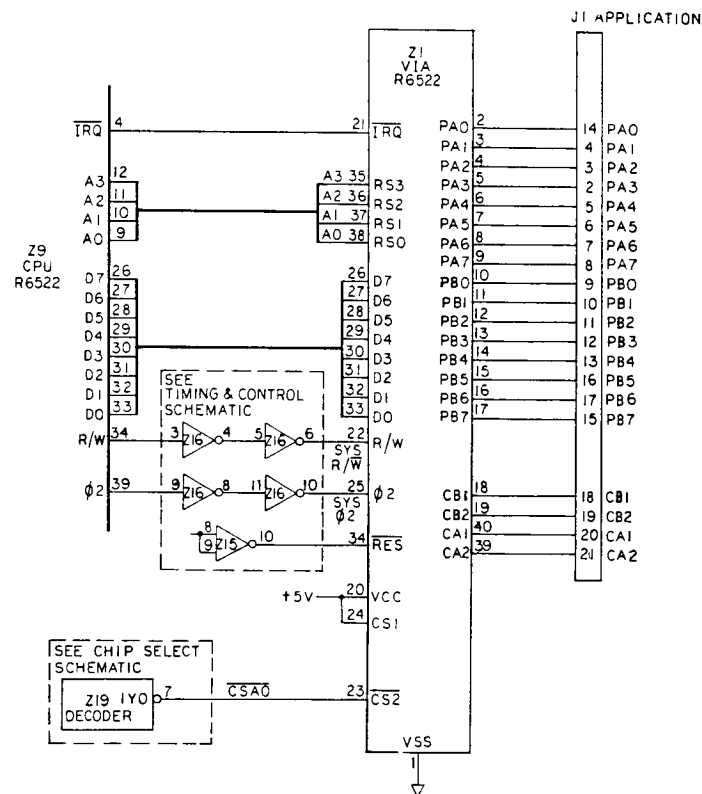 J1 APPLICATION
Z1
VIA
R6522
Z9
CPU
R6522
IRQ 4 21 IRQ
A3 12 A3 35 RS3
A2 11 A2 36 RS2
A1 10 A1 37 RS1
A0 9 A0 38 RS0
D7 26 26 D7
D6 27 27 D6
D5 28 28 D5
D4 29 29 D4
D3 30 30 D3
D2 31 31 D2
D1 32 32 D1
D0 33 33 D0
SEE
TIMING & CONTROL
SCHEMATIC
R/W 34 3 Z16 4 5 Z16 6 22 R/W
SYS
R/W
ϕ2 39 9 Z16 8 11 Z16 10 25 ϕ2
SYS
ϕ2
8
9 Z15 10 34 RES
+5V 20 VCC
24 CS1
SEE CHIP SELECT
SCHEMATIC
Z19 1Y0 7 CSA0 23 CS2
DECODER
VSS
1
PA0 2 14 PA0
PA1 3 4 PA1
PA2 4 3 PA2
PA3 5 2 PA3
PA4 6 5 PA4
PA5 7 6 PA5
PA6 8 7 PA6
PA7 9 8 PA7
PB0 10 9 PB0
PB1 11 10 PB1
PB2 12 11 PB2
PB3 13 12 PB3
PB4 14 13 PB4
PB5 15 16 PB5
PB6 16 17 PB6
PB7 17 15 PB7
CB1 18 18 CB1
CB2 19 19 CB2
CA1 40 20 CA1
CA2 39 21 CA2